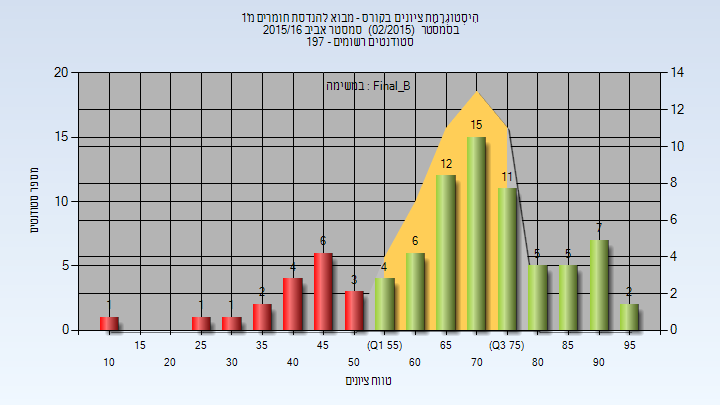 היסטוגרמת ציונים בקורס - מבוא להנדסת חומרים מ'1
בסמסטר (02/2015) סמסטר אביב 2015/16
סטודנטים רשומים - 197
במשימה : Final_B
מספר סטודנטים
20 15 10 5 0
14 12 10 8 6 4 2 0
1 1 1 2 4 6 3 4 6 12 15 11 5 5 7 2
15 25 35 45 (Q1 55) 65 (Q3 75) 85 95
10 20 30 40 50 60 70 80 90
טווח ציונים